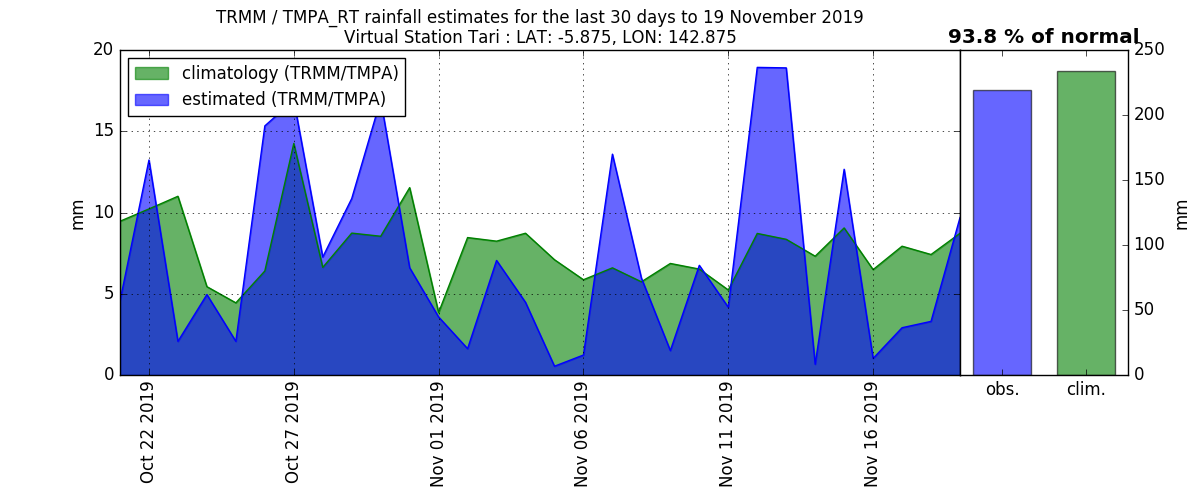 TRMM / TMPA_RT rainfall estimates for the last 30 days to 19 November 2019
Virtual Station Tari : LAT: -5.875, LON: 142.875
93.8 % of normal
climatology (TRMM/TMPA)
estimated (TRMM/TMPA)
20
15
10
5
0
mm
250
200
150
100
50
0
mm
Oct 22 2019
Oct 27 2019
Nov 01 2019
Nov 06 2019
Nov 11 2019
Nov 16 2019
obs.
clim.